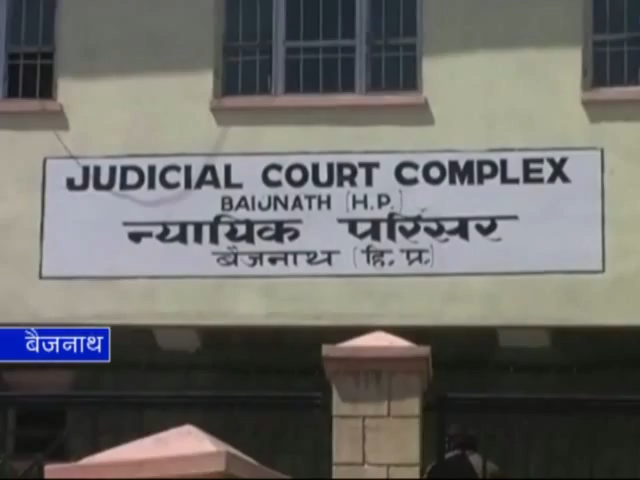 JUDICIAL COURT COMPLEX
BAIJNATH (H.P.)
न्यायिक परिसर
बैजनाथ (हि. प्र.)
बैजनाथ